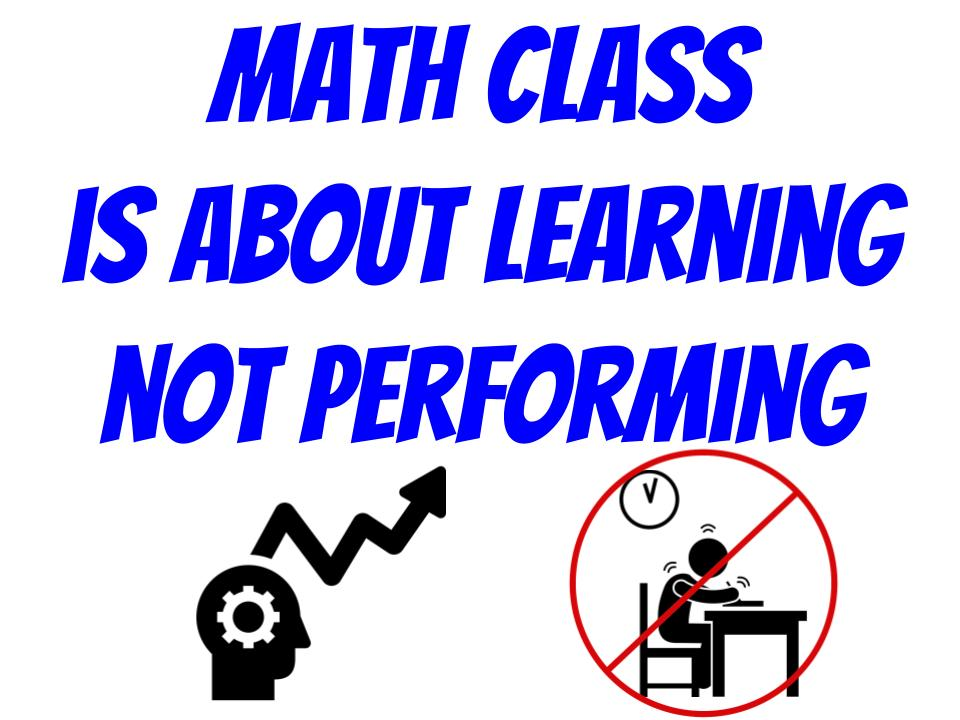 MATH CLASS
IS ABOUT LEARNING
NOT PERFORMING